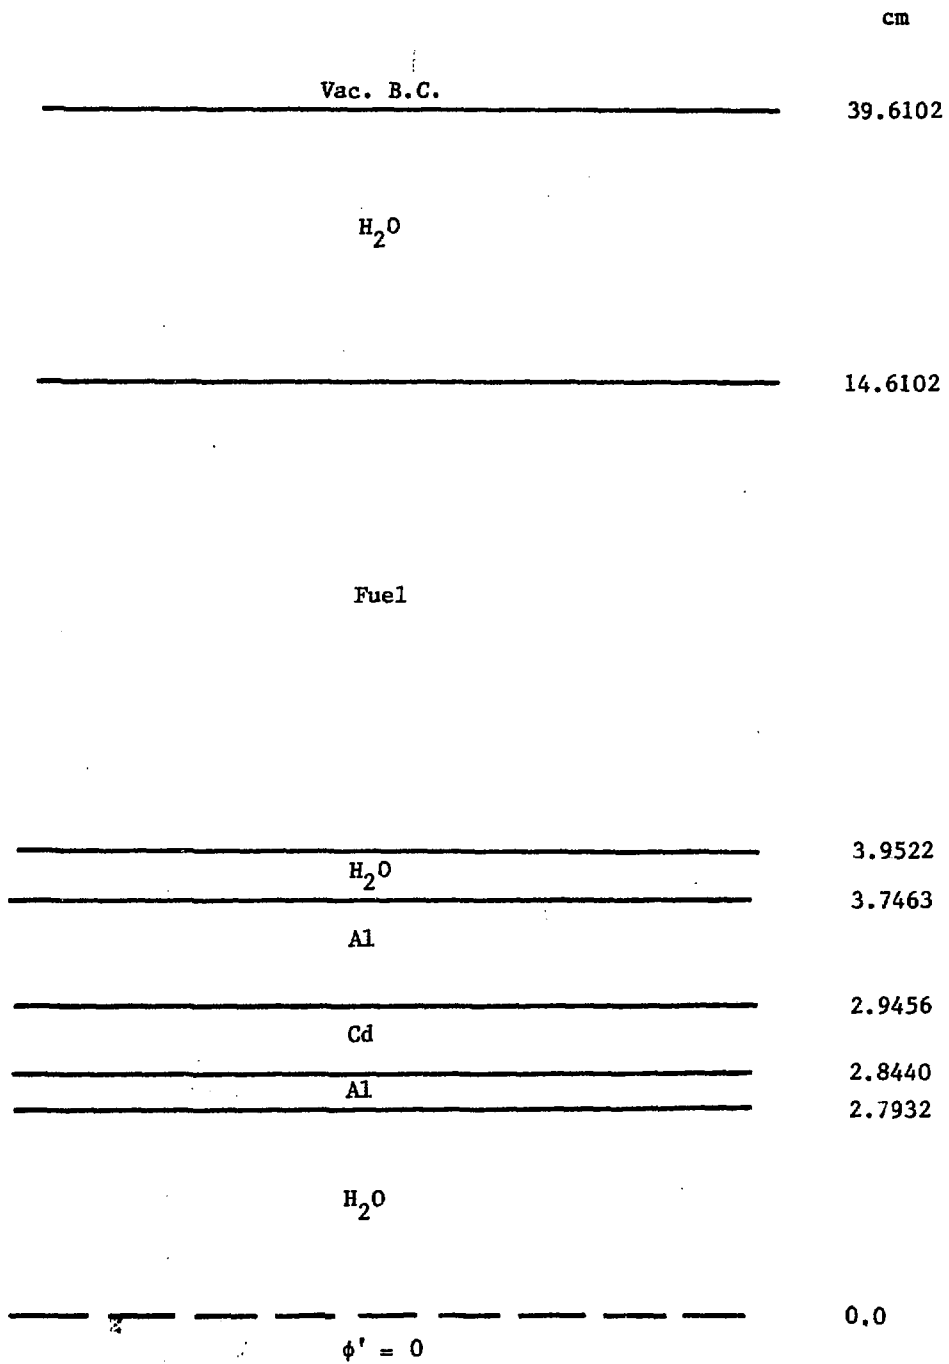 cm
Vac. B.C.
39.6102
H₂O
14.6102
Fuel
3.9522
H₂O
3.7463
Al
2.9456
Cd
2.8440
Al
2.7932
H₂O
0.0
ϕ' = 0